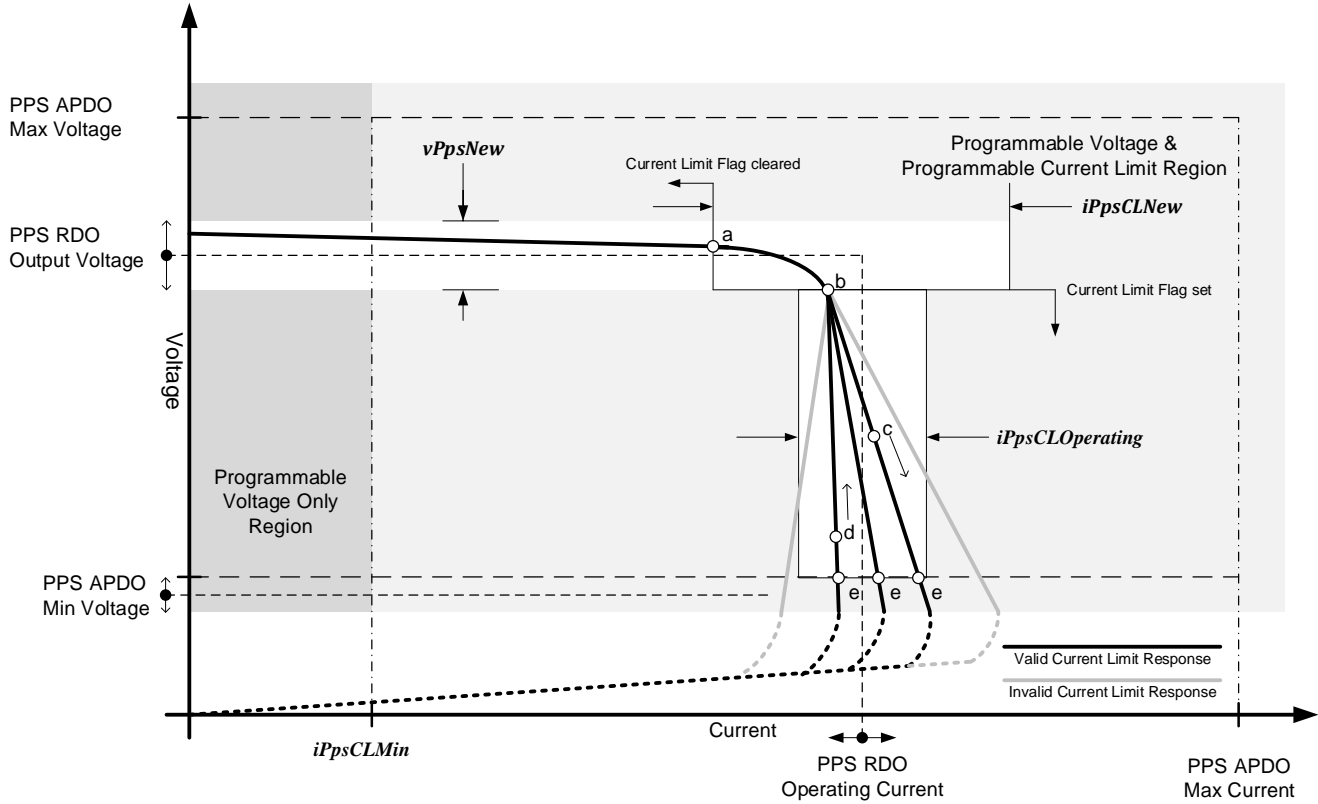 PPS APDO
Max Voltage
vPpsNew
Current Limit Flag cleared
Programmable Voltage &
Programmable Current Limit Region
iPpsCLNew
PPS RDO
Output Voltage
a
b
Current Limit Flag set
Voltage
c
iPpsCLOperating
Programmable
Voltage Only
Region
d
PPS APDO
Min Voltage
e
e
e
Valid Current Limit Response
Invalid Current Limit Response
Current
iPpsCLMin
PPS RDO
Operating Current
PPS APDO
Max Current